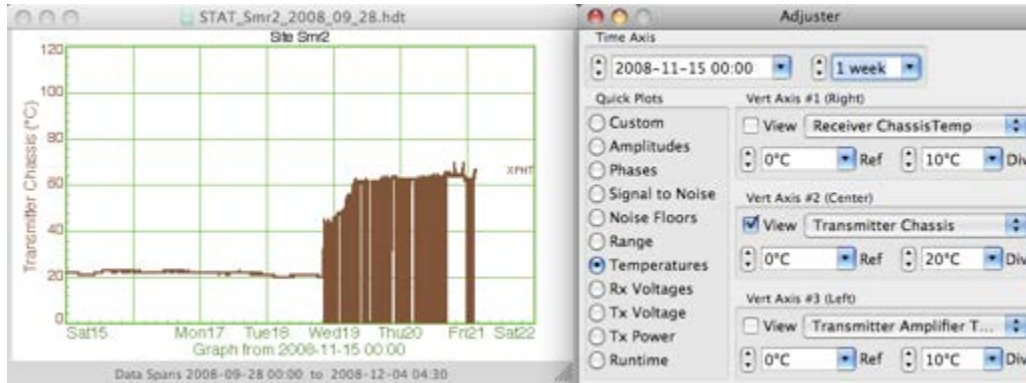 STAT_Smr2_2008_09_28.hdt
Site Smr2
120
100
80
60
40
20
0
Transmitter Chassis (°C)
XPHT
Sat15 Mon17 Tue18 Wed19 Thu20 Fri21 Sat22
Graph from 2008-11-15 00:00
Data Spans 2008-09-28 00:00 to 2008-12-04 04:30
Adjuster
Time Axis
2008-11-15 00:00 1 week
Quick Plots
Custom
Amplitudes
Phases
Signal to Noise
Noise Floors
Range
Temperatures
Rx Voltages
Tx Voltage
Tx Power
Runtime
Vert Axis #1 (Right)
View Receiver ChassisTemp
0°C Ref 10°C Div
Vert Axis #2 (Center)
View Transmitter Chassis
0°C Ref 20°C Div
Vert Axis #3 (Left)
View Transmitter Amplifier T...
0°C Ref 10°C Div